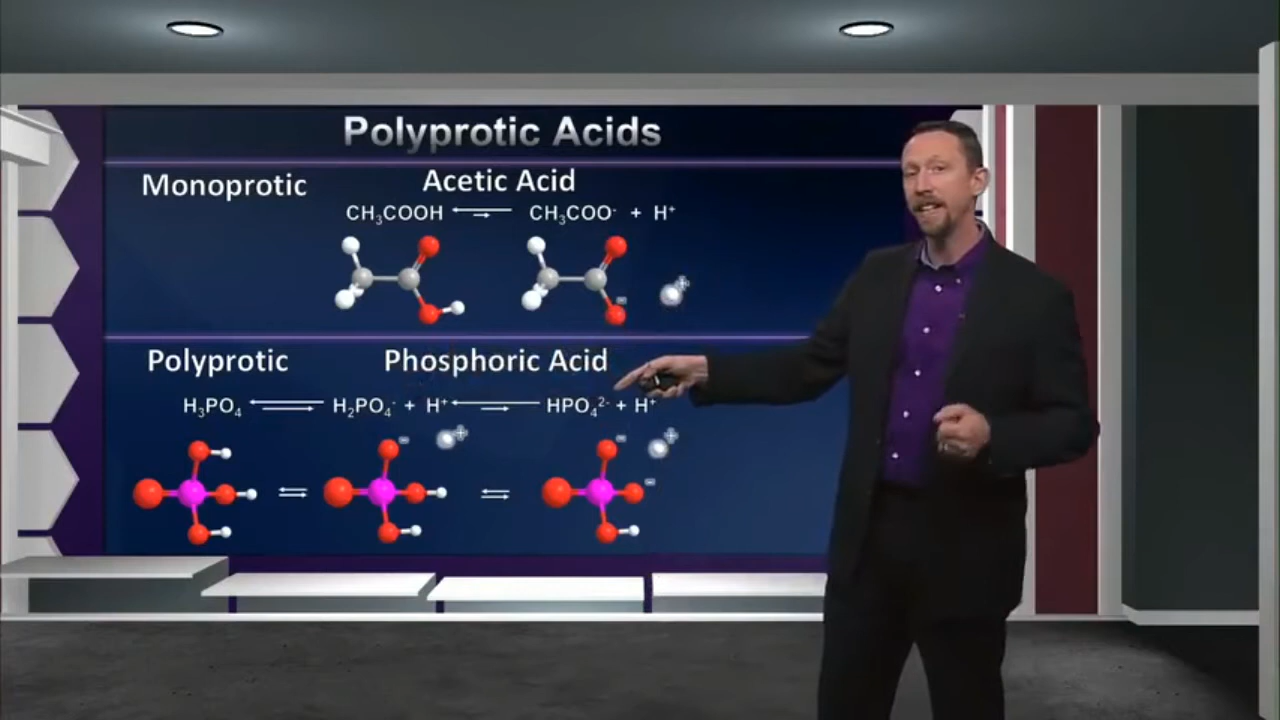 Polyprotic Acids
Monoprotic
Acetic Acid
CH₃COOH ⇌ CH₃COO⁻ + H⁺
Polyprotic
Phosphoric Acid
H₃PO₄ ⇌ H₂PO₄⁻ + H⁺ ⇌ HPO₄²⁻ + H⁺